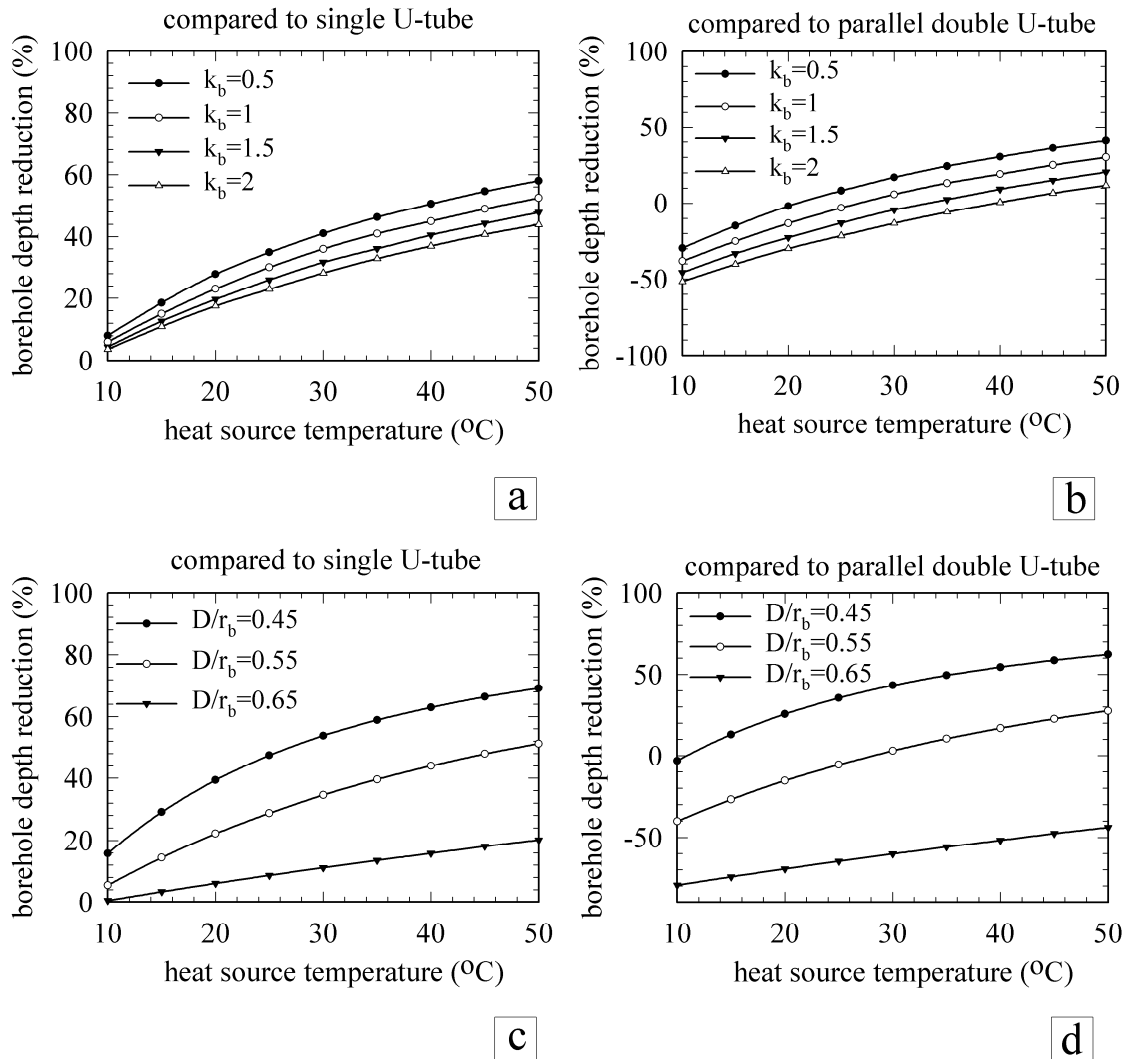 compared to single U-tube
100
80
60
40
20
0
borehole depth reduction (%)
k_b=0.5
k_b=1
k_b=1.5
k_b=2
10 20 30 40 50
heat source temperature (ºC)
a
compared to parallel double U-tube
100
50
0
-50
-100
borehole depth reduction (%)
k_b=0.5
k_b=1
k_b=1.5
k_b=2
10 20 30 40 50
heat source temperature (ºC)
b
compared to single U-tube
100
80
60
40
20
0
borehole depth reduction (%)
D/r_b=0.45
D/r_b=0.55
D/r_b=0.65
10 20 30 40 50
heat source temperature (ºC)
c
compared to parallel double U-tube
100
50
0
-50
borehole depth reduction (%)
D/r_b=0.45
D/r_b=0.55
D/r_b=0.65
10 20 30 40 50
heat source temperature (ºC)
d